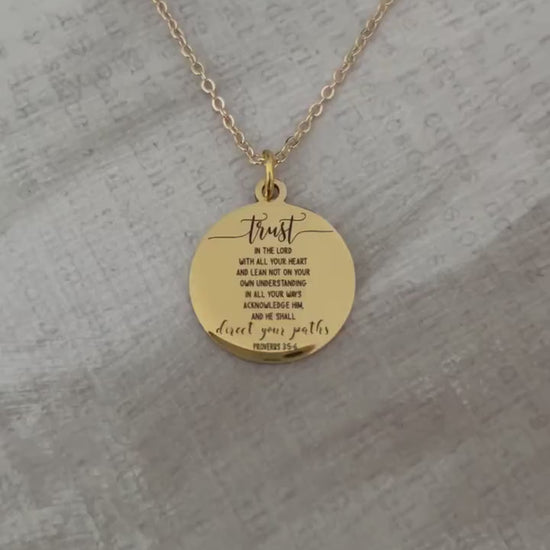 trust
IN THE LORD
WITH ALL YOUR HEART
AND LEAN NOT ON YOUR
OWN UNDERSTANDING
IN ALL YOUR WAYS
ACKNOWLEDGE HIM,
AND HE SHALL
direct your paths
PROVERBS 3:5-6